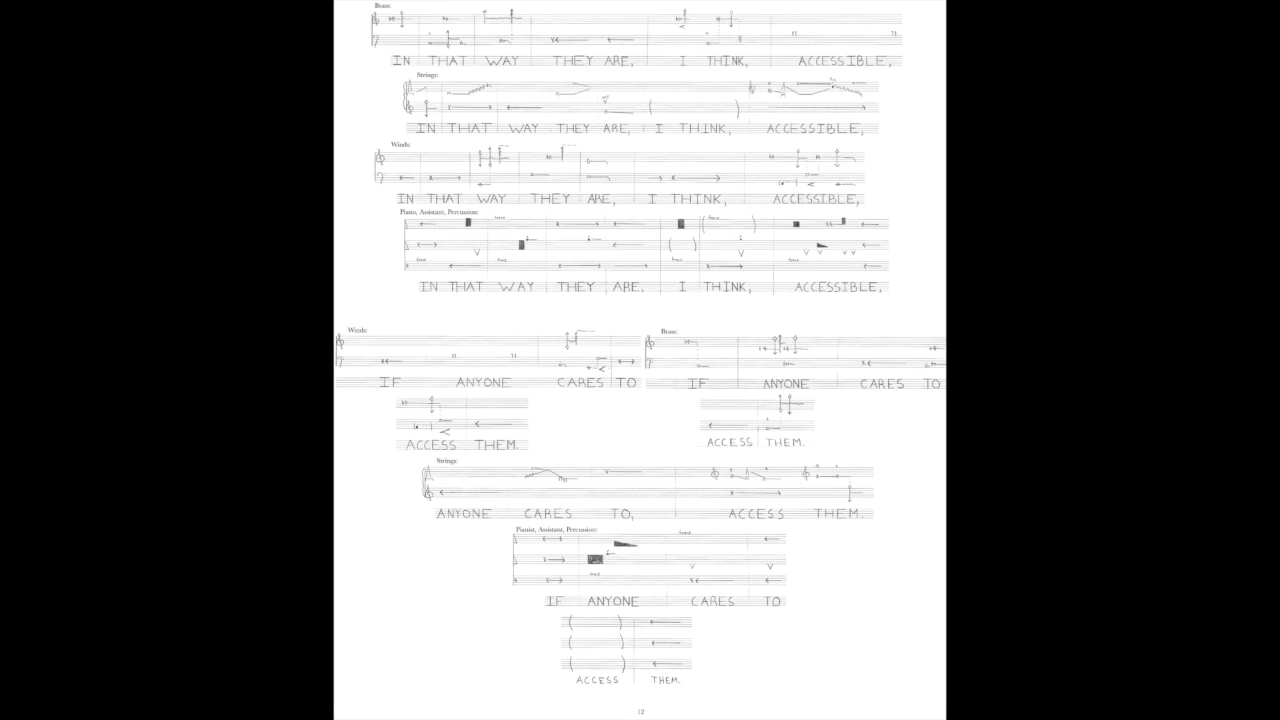 Brass:
IN THAT WAY THEY ARE, I THINK, ACCESSIBLE,
Strings:
IN THAT WAY THEY ARE, I THINK, ACCESSIBLE,
Winds:
IN THAT WAY THEY ARE, I THINK, ACCESSIBLE,
Piano, Assistant, Percussion:
IN THAT WAY THEY ARE, I THINK, ACCESSIBLE,
Winds: Brass:
IF ANYONE CARES TO IF ANYONE CARES TO
ACCESS THEM. ACCESS THEM.
Strings:
ANYONE CARES TO, ACCESS THEM.
Pianist, Assistant, Percussion:
IF ANYONE CARES TO
ACCESS THEM.
12